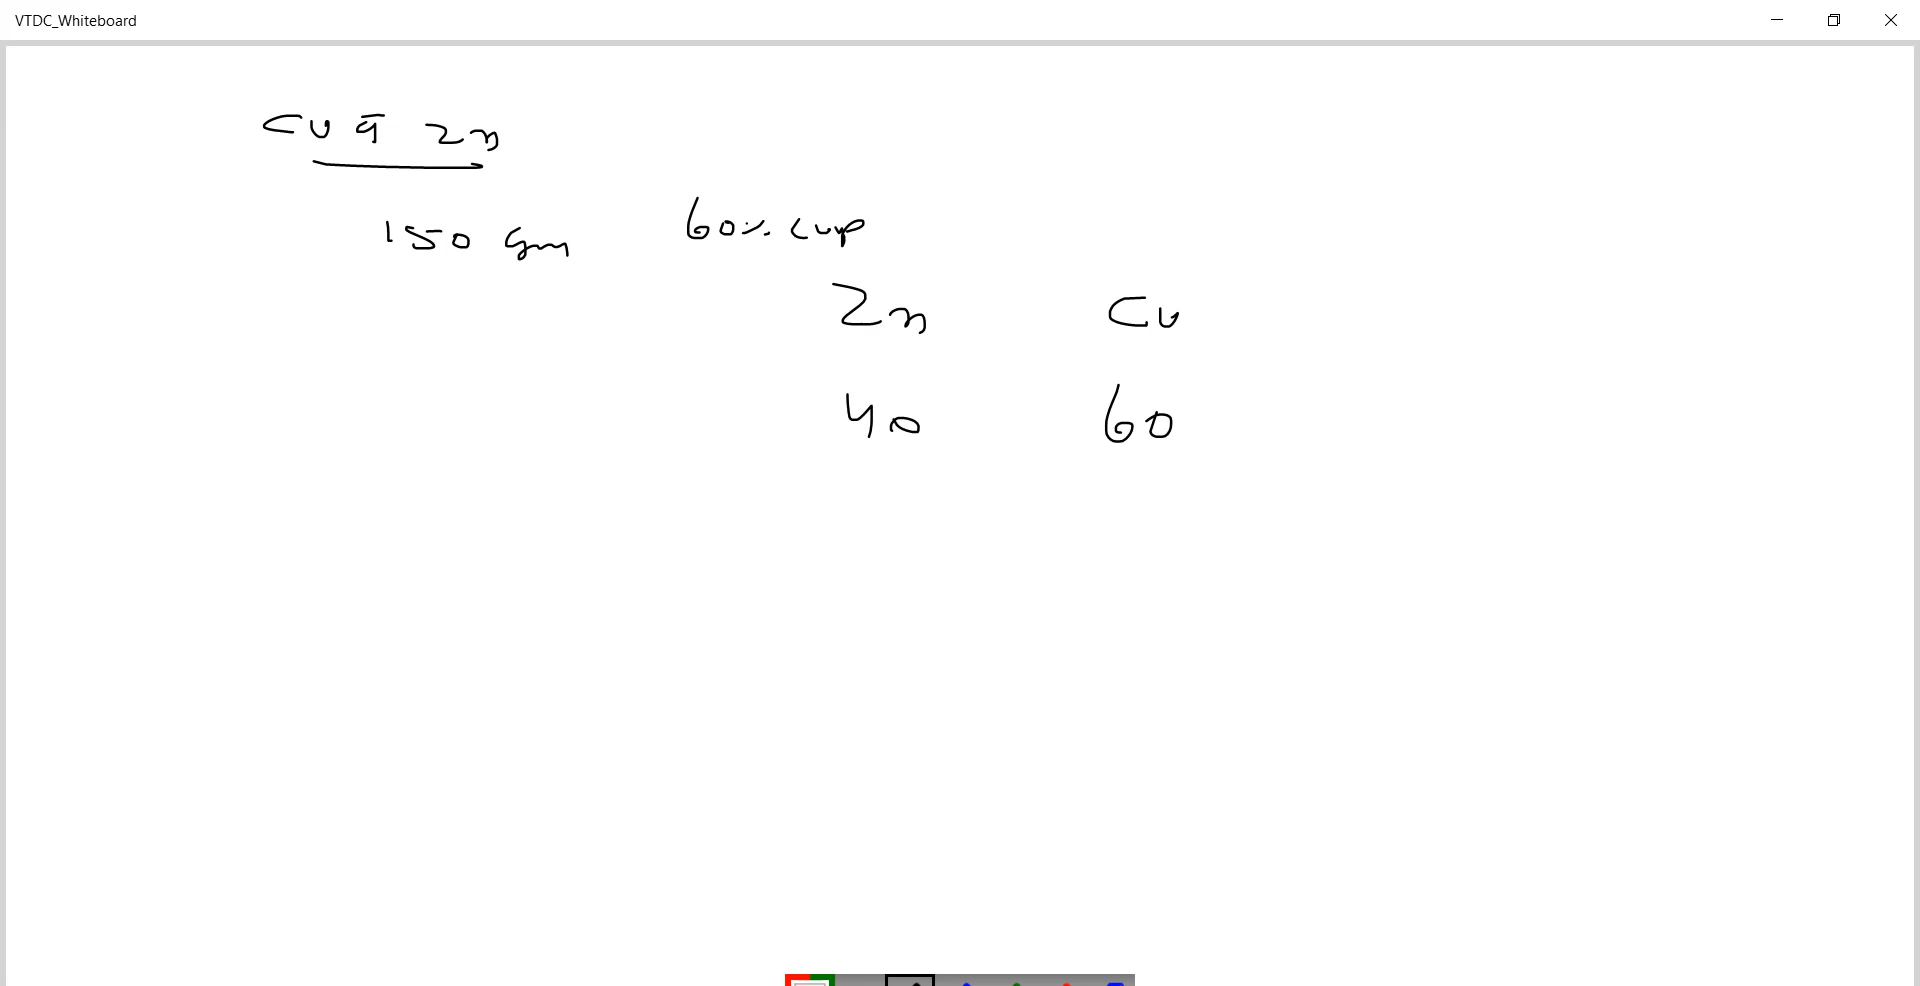 VTDC_Whiteboard
Cu व Zn
150 gm 60% cup
Zn Cu
40 60